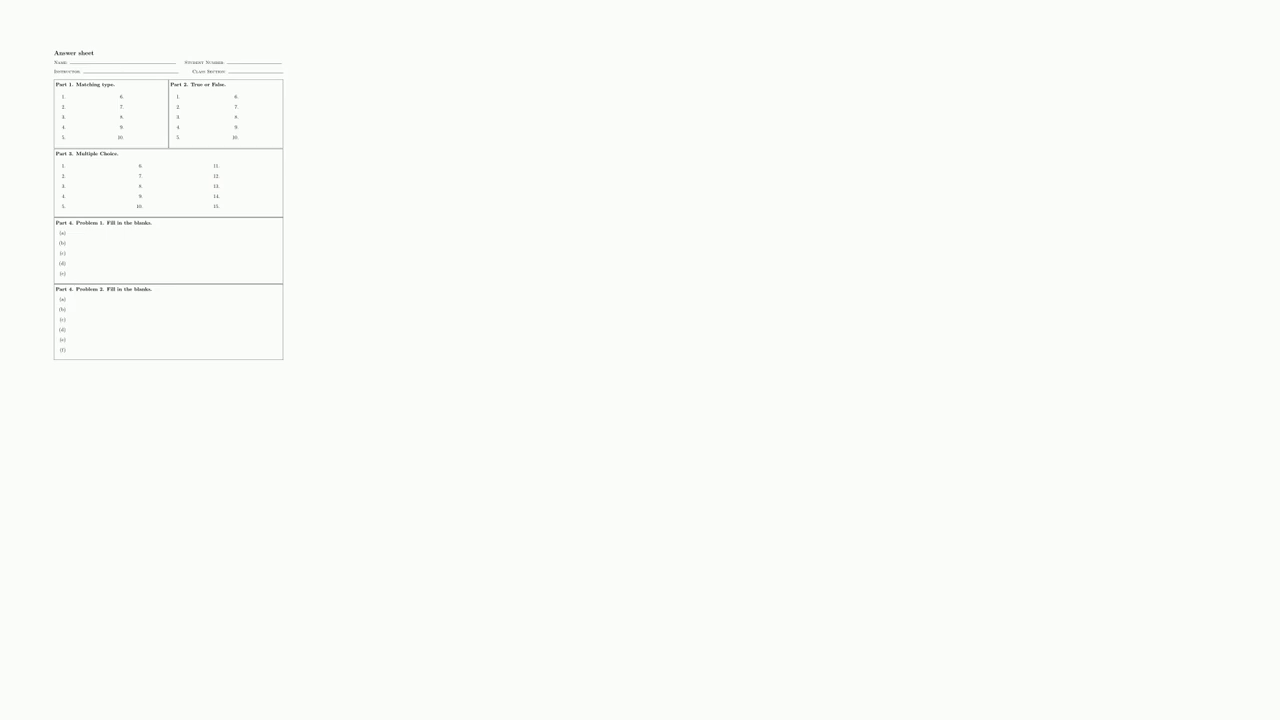 Answer sheet
Name: Student Number:
Instructor: Class Section:
Part 1. Matching type.
1. 6.
2. 7.
3. 8.
4. 9.
5. 10.
Part 2. True or False.
1. 6.
2. 7.
3. 8.
4. 9.
5. 10.
Part 3. Multiple Choice.
1. 6. 11.
2. 7. 12.
3. 8. 13.
4. 9. 14.
5. 10. 15.
Part 4. Problem 1. Fill in the blanks.
(a)
(b)
(c)
(d)
(e)
Part 4. Problem 2. Fill in the blanks.
(a)
(b)
(c)
(d)
(e)
(f)